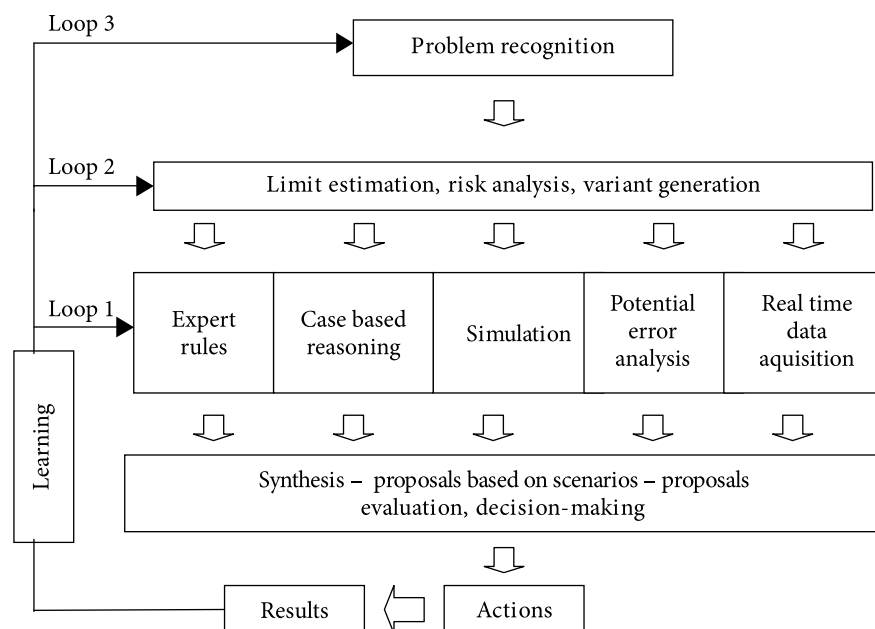 Loop 3
Problem recognition
Loop 2
Limit estimation, risk analysis, variant generation
Loop 1
Expert
rules
Case based
reasoning
Simulation
Potential
error
analysis
Real time
data
aquisition
Learning
Synthesis – proposals based on scenarios – proposals
evaluation, decision-making
Results
Actions